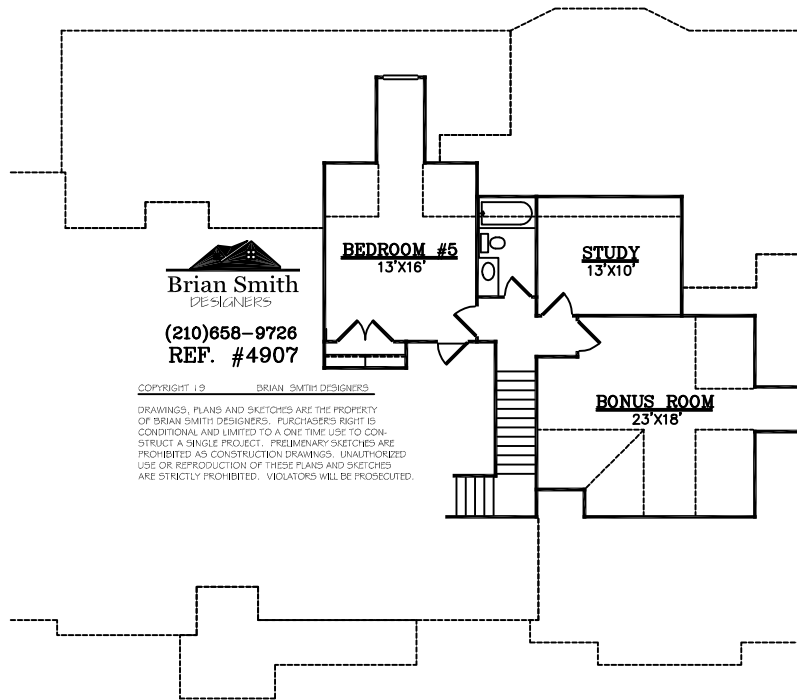 BEDROOM #5
13'X16'
STUDY
13'X10'
Brian Smith
DESIGNERS
(210)658-9726
REF. #4907
COPYRIGHT 19 BRIAN SMITH DESIGNERS
DRAWINGS, PLANS AND SKETCHES ARE THE PROPERTY
OF BRIAN SMITH DESIGNERS. PURCHASERS RIGHT IS
CONDITIONAL AND LIMITED TO A ONE TIME USE TO CON-
STRUCT A SINGLE PROJECT. PRELIMENARY SKETCHES ARE
PROHIBITED AS CONSTRUCTION DRAWINGS. UNAUTHORIZED
USE OR REPRODUCTION OF THESE PLANS AND SKETCHES
ARE STRICTLY PROHIBITED. VIOLATORS WILL BE PROSECUTED.
BONUS ROOM
23'X18'